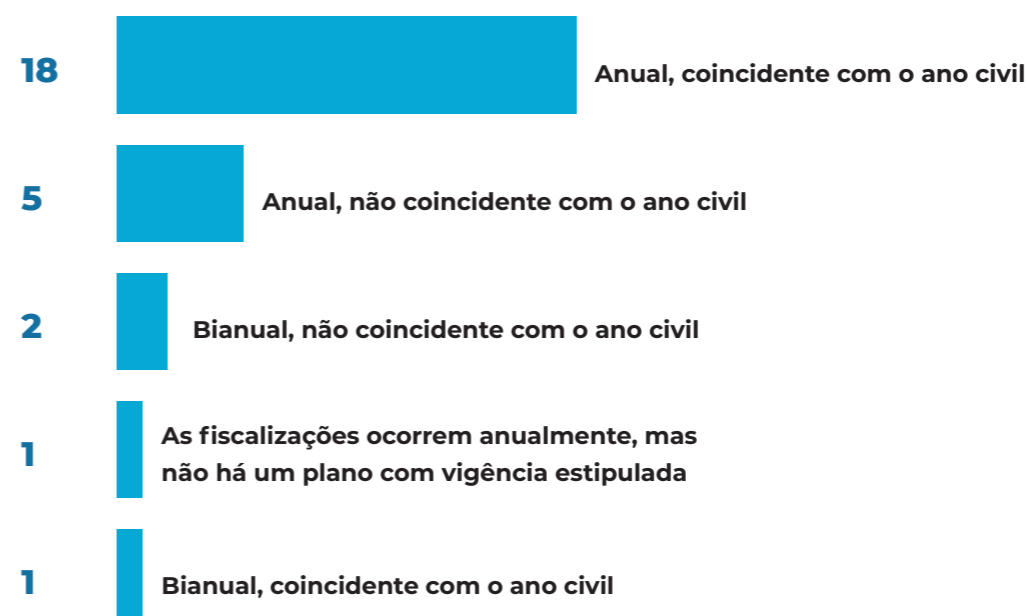 18
Anual, coincidente com o ano civil
5
Anual, não coincidente com o ano civil
2
Bianual, não coincidente com o ano civil
1
As fiscalizações ocorrem anualmente, mas
não há um plano com vigência estipulada
1
Bianual, coincidente com o ano civil